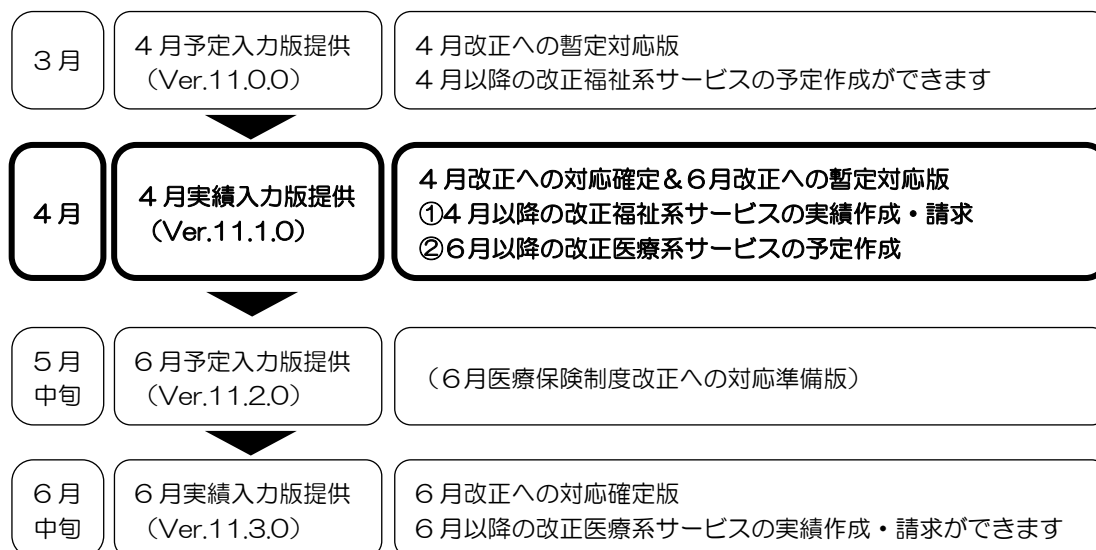 3月
4月予定入力版提供
(Ver.11.0.0)
4月改正への暫定対応版
4月以降の改正福祉系サービスの予定作成ができます
4月
4月実績入力版提供
(Ver.11.1.0)
4月改正への対応確定&6月改正への暫定対応版
①4月以降の改正福祉系サービスの実績作成・請求
②6月以降の改正医療系サービスの予定作成
5月
中旬
6月予定入力版提供
(Ver.11.2.0)
(6月医療保険制度改正への対応準備版)
6月
中旬
6月実績入力版提供
(Ver.11.3.0)
6月改正への対応確定版
6月以降の改正医療系サービスの実績作成・請求ができます